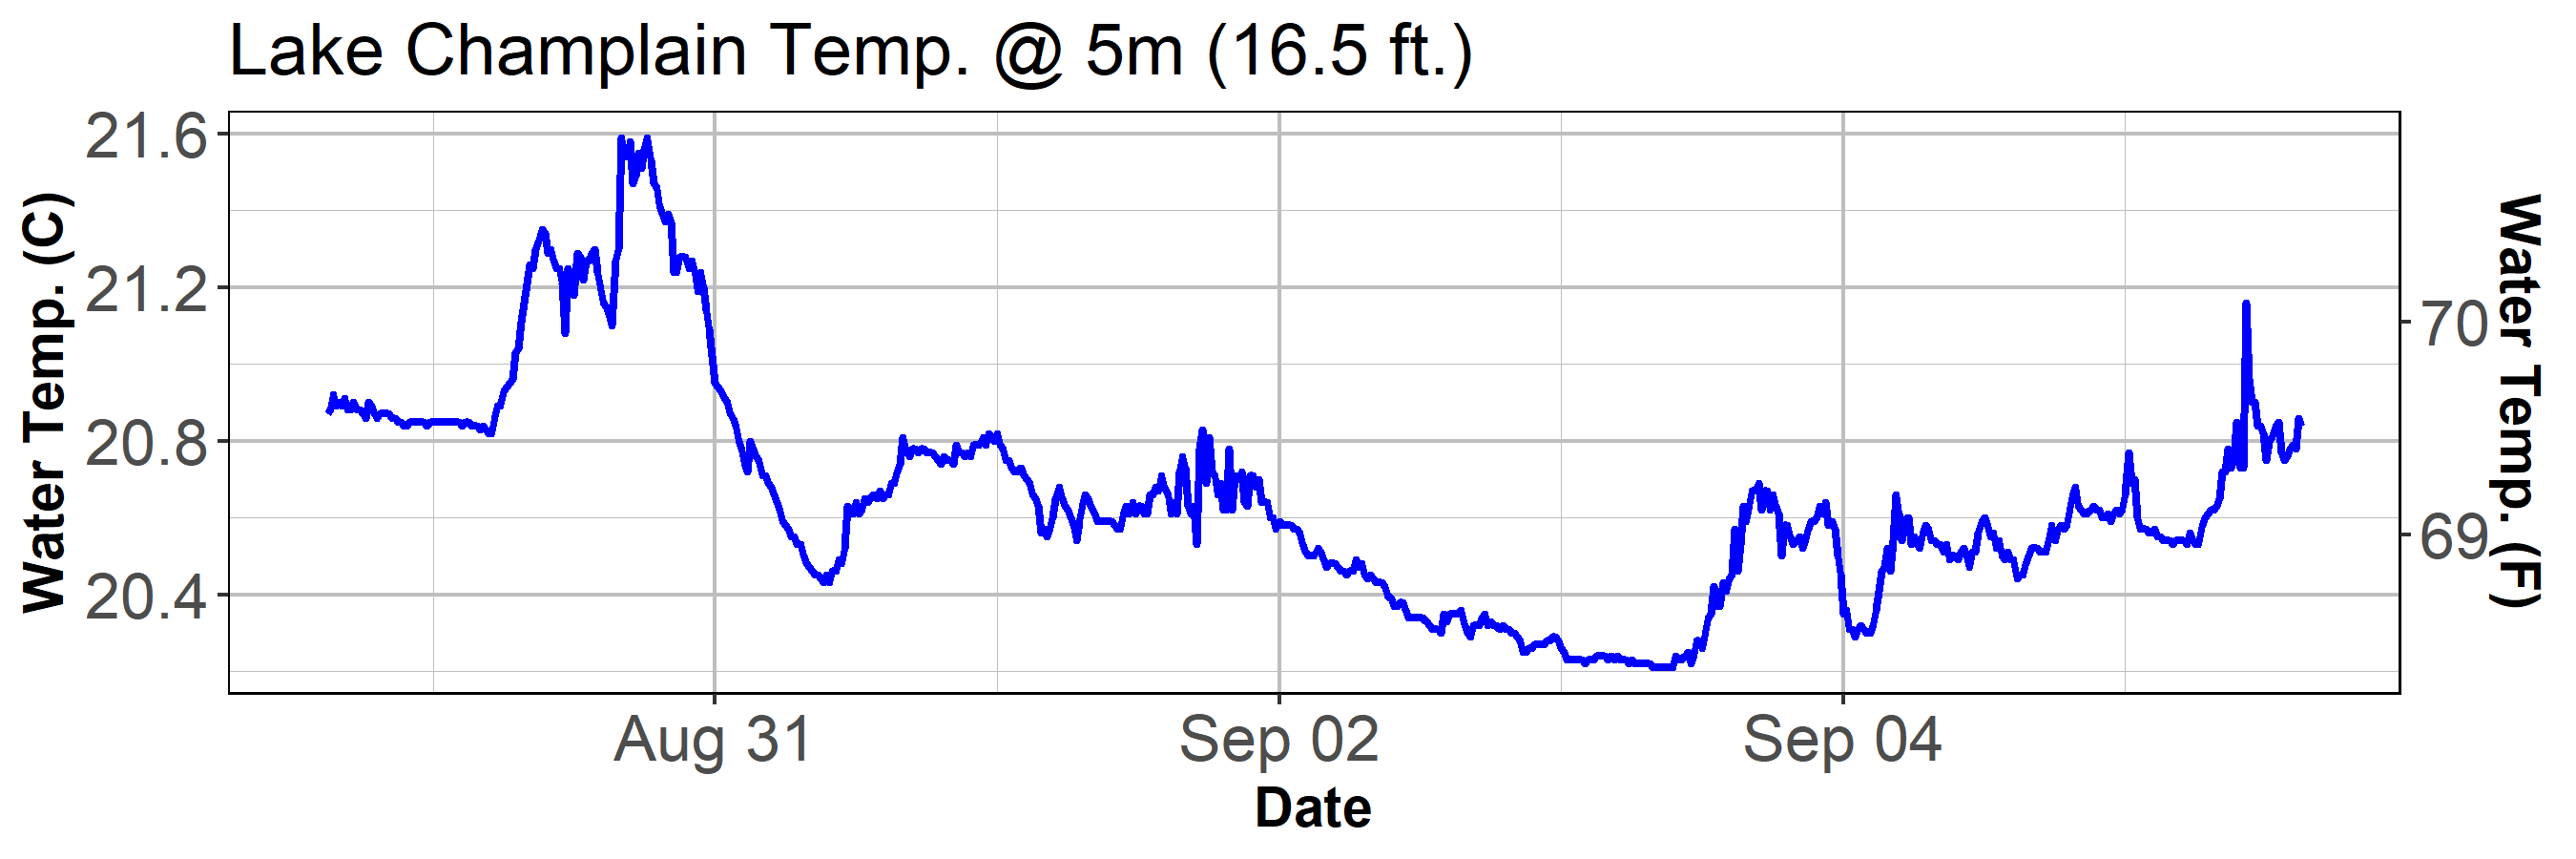 Lake Champlain Temp. @ 5m (16.5 ft.)
Water Temp. (C)
21.6
21.2
20.8
20.4
70
69
Water Temp. (F)
Aug 31
Sep 02
Sep 04
Date